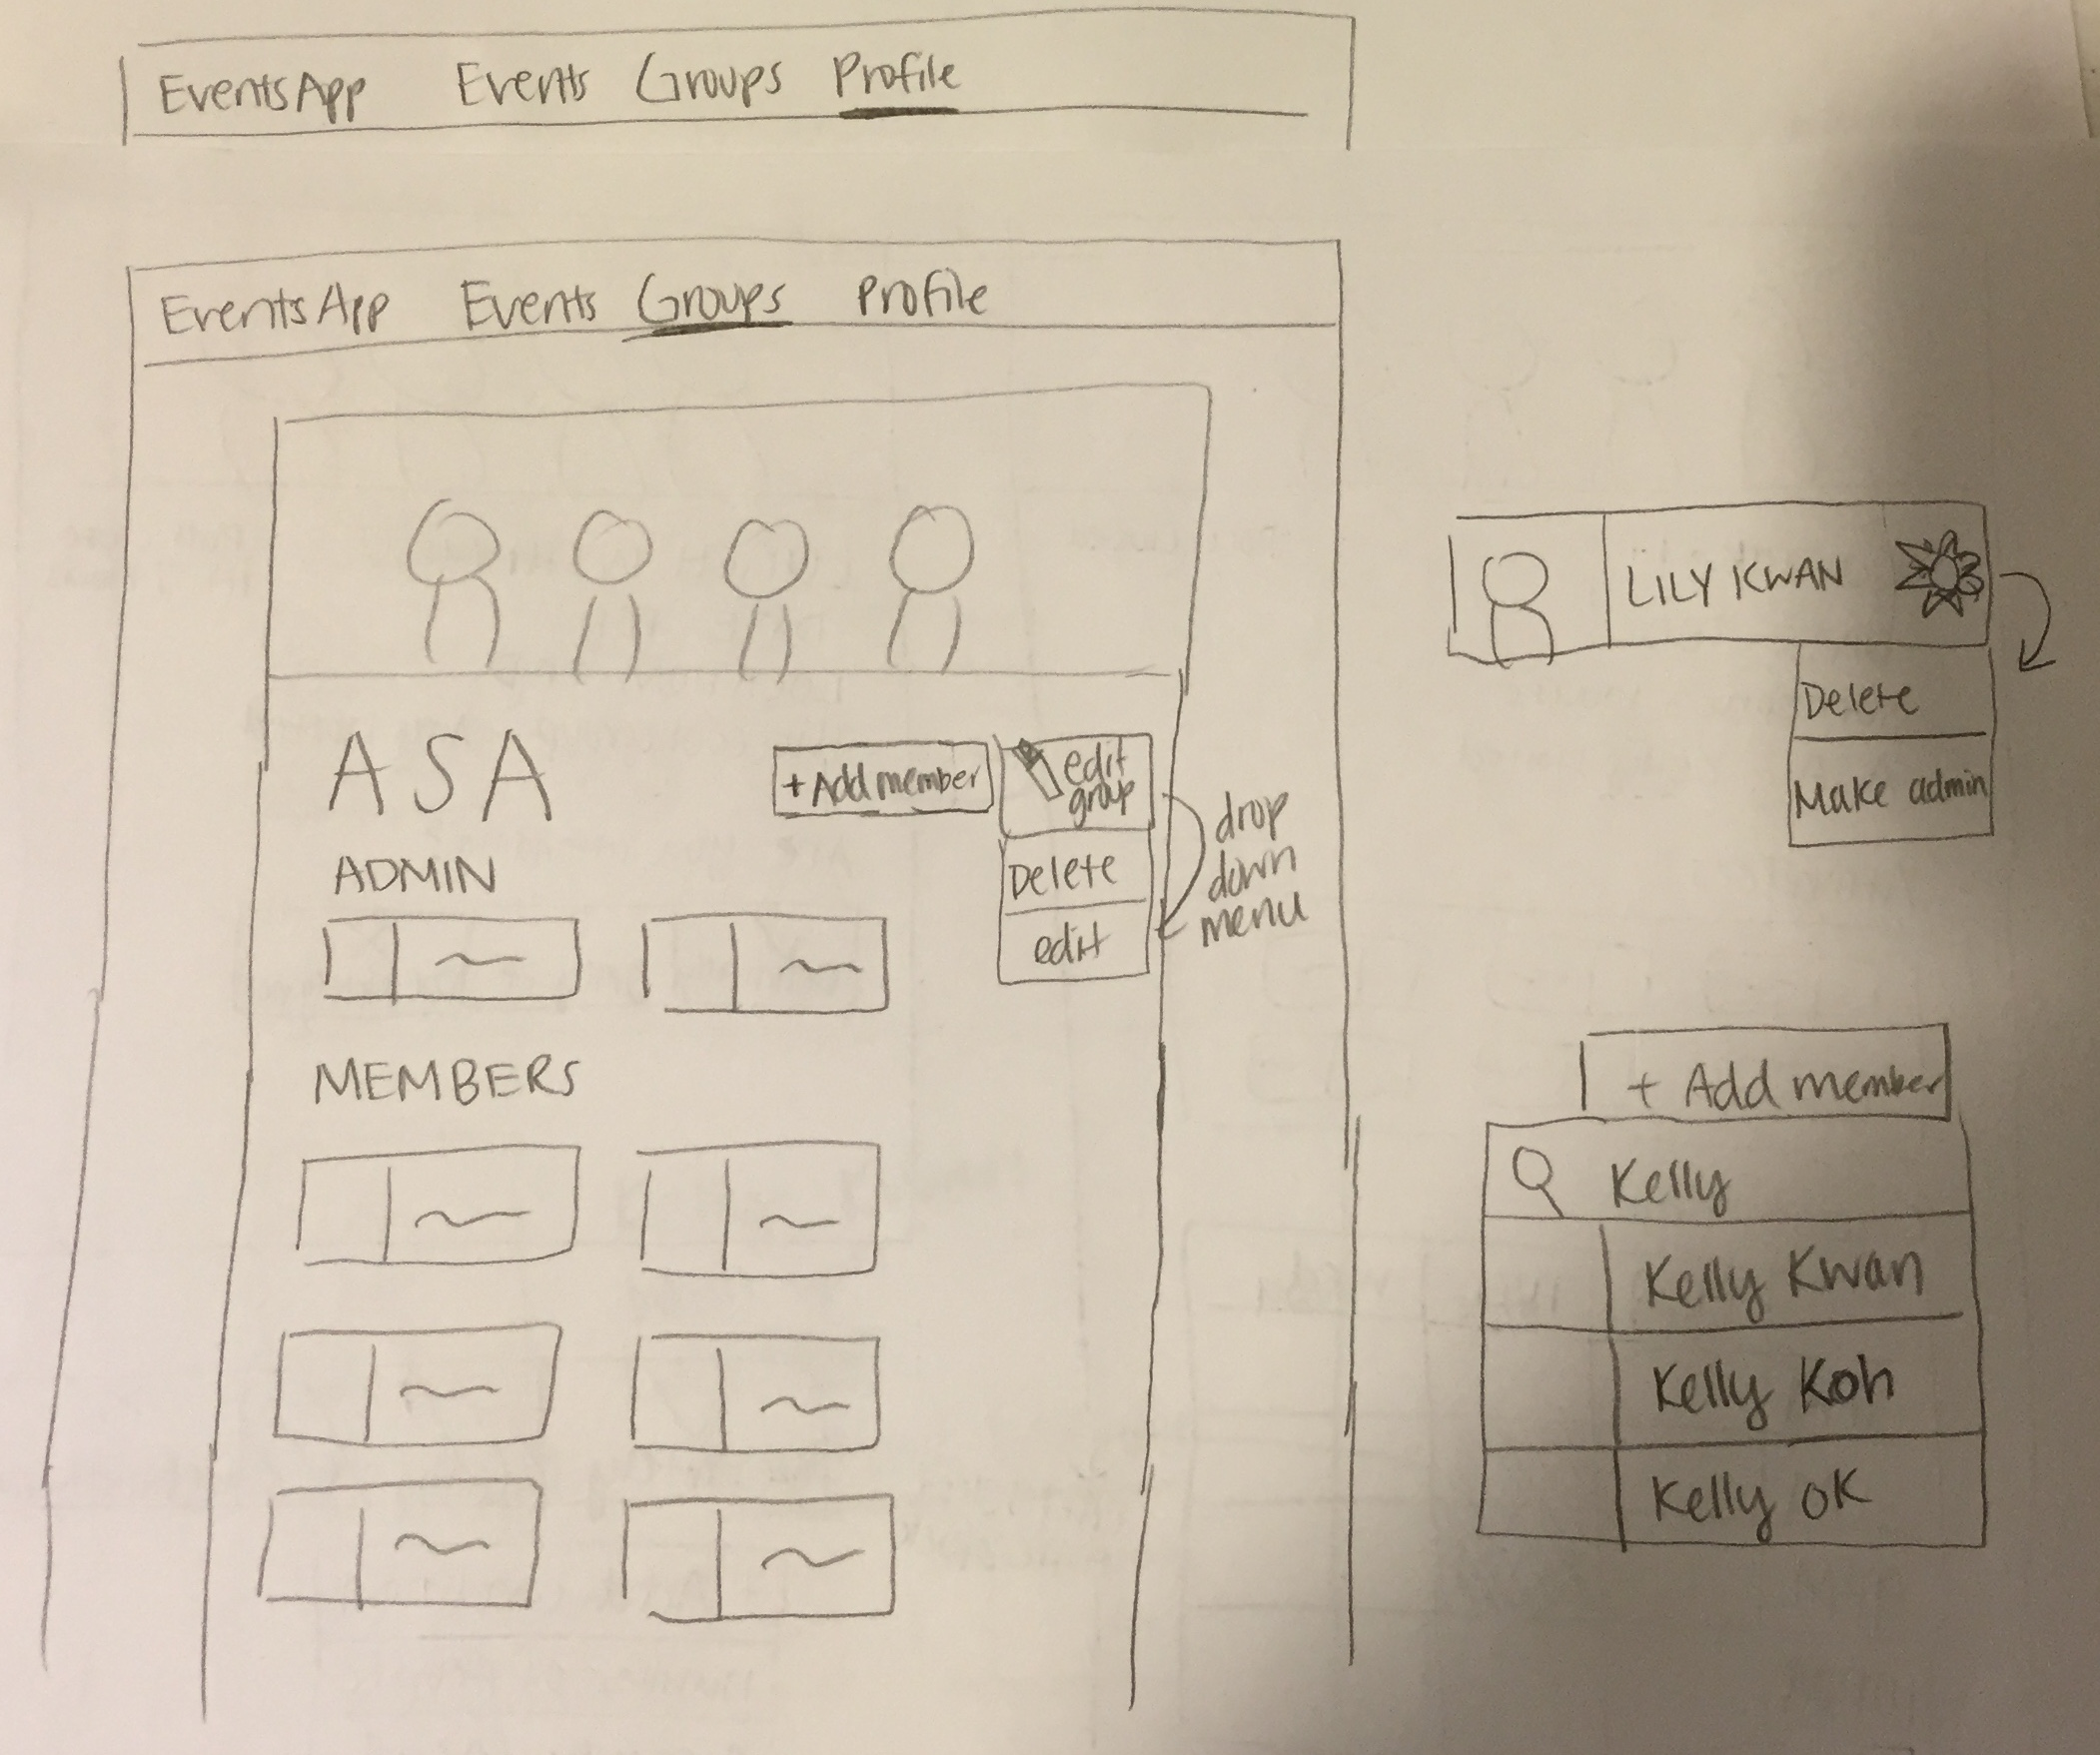 EventsApp Events Groups Profile
EventsApp Events Groups Profile
ASA
+ Add member
edit
group
Delete
edit
drop
down
menu
ADMIN
MEMBERS
LILY KWAN
Delete
Make admin
+ Add member
Kelly
Kelly Kwan
Kelly Koh
Kelly OK